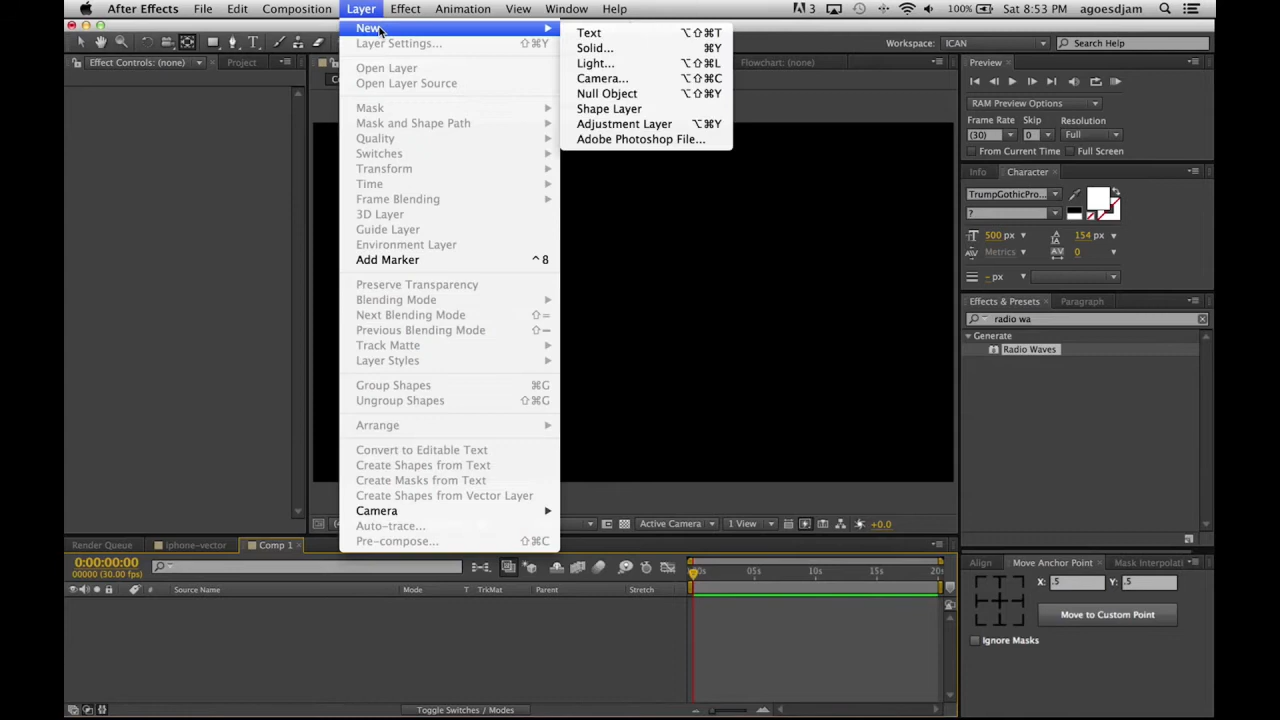 After Effects File Edit Composition Layer Effect Animation View Window Help 3 100% Sat 8:53 PM agoesdjam
Workspace: ICAN Search Help
Effect Controls: (none) Project
Flowchart: (none)
New
Layer Settings... ⇧⌘Y
Open Layer
Open Layer Source
Mask
Mask and Shape Path
Quality
Switches
Transform
Time
Frame Blending
3D Layer
Guide Layer
Environment Layer
Add Marker ^8
Preserve Transparency
Blending Mode
Next Blending Mode ⇧=
Previous Blending Mode ⇧—
Track Matte
Layer Styles
Group Shapes ⌘G
Ungroup Shapes ⇧⌘G
Arrange
Convert to Editable Text
Create Shapes from Text
Create Masks from Text
Create Shapes from Vector Layer
Camera
Auto-trace...
Pre-compose... ⇧⌘C
Text ⌥⇧⌘T
Solid... ⌘Y
Light... ⌥⇧⌘L
Camera... ⌥⇧⌘C
Null Object ⌥⇧⌘Y
Shape Layer
Adjustment Layer ⌥⌘Y
Adobe Photoshop File...
Preview
RAM Preview Options
Frame Rate Skip Resolution
(30) 0 Full
From Current Time Full Screen
Info Character
TrumpGothicPro...
?
500 px 154 px
Metrics 0
- px
Effects & Presets Paragraph
radio wa
Generate
Radio Waves
Active Camera 1 View +0.0
Render Queue iphone-vector Comp 1
0:00:00:00
00000 (30.00 fps)
# Source Name Mode T TrkMat Parent Stretch
05s 10s 15s 20s
Toggle Switches / Modes
Align Move Anchor Point Mask Interpolati
X: .5 Y: .5
Move to Custom Point
Ignore Masks